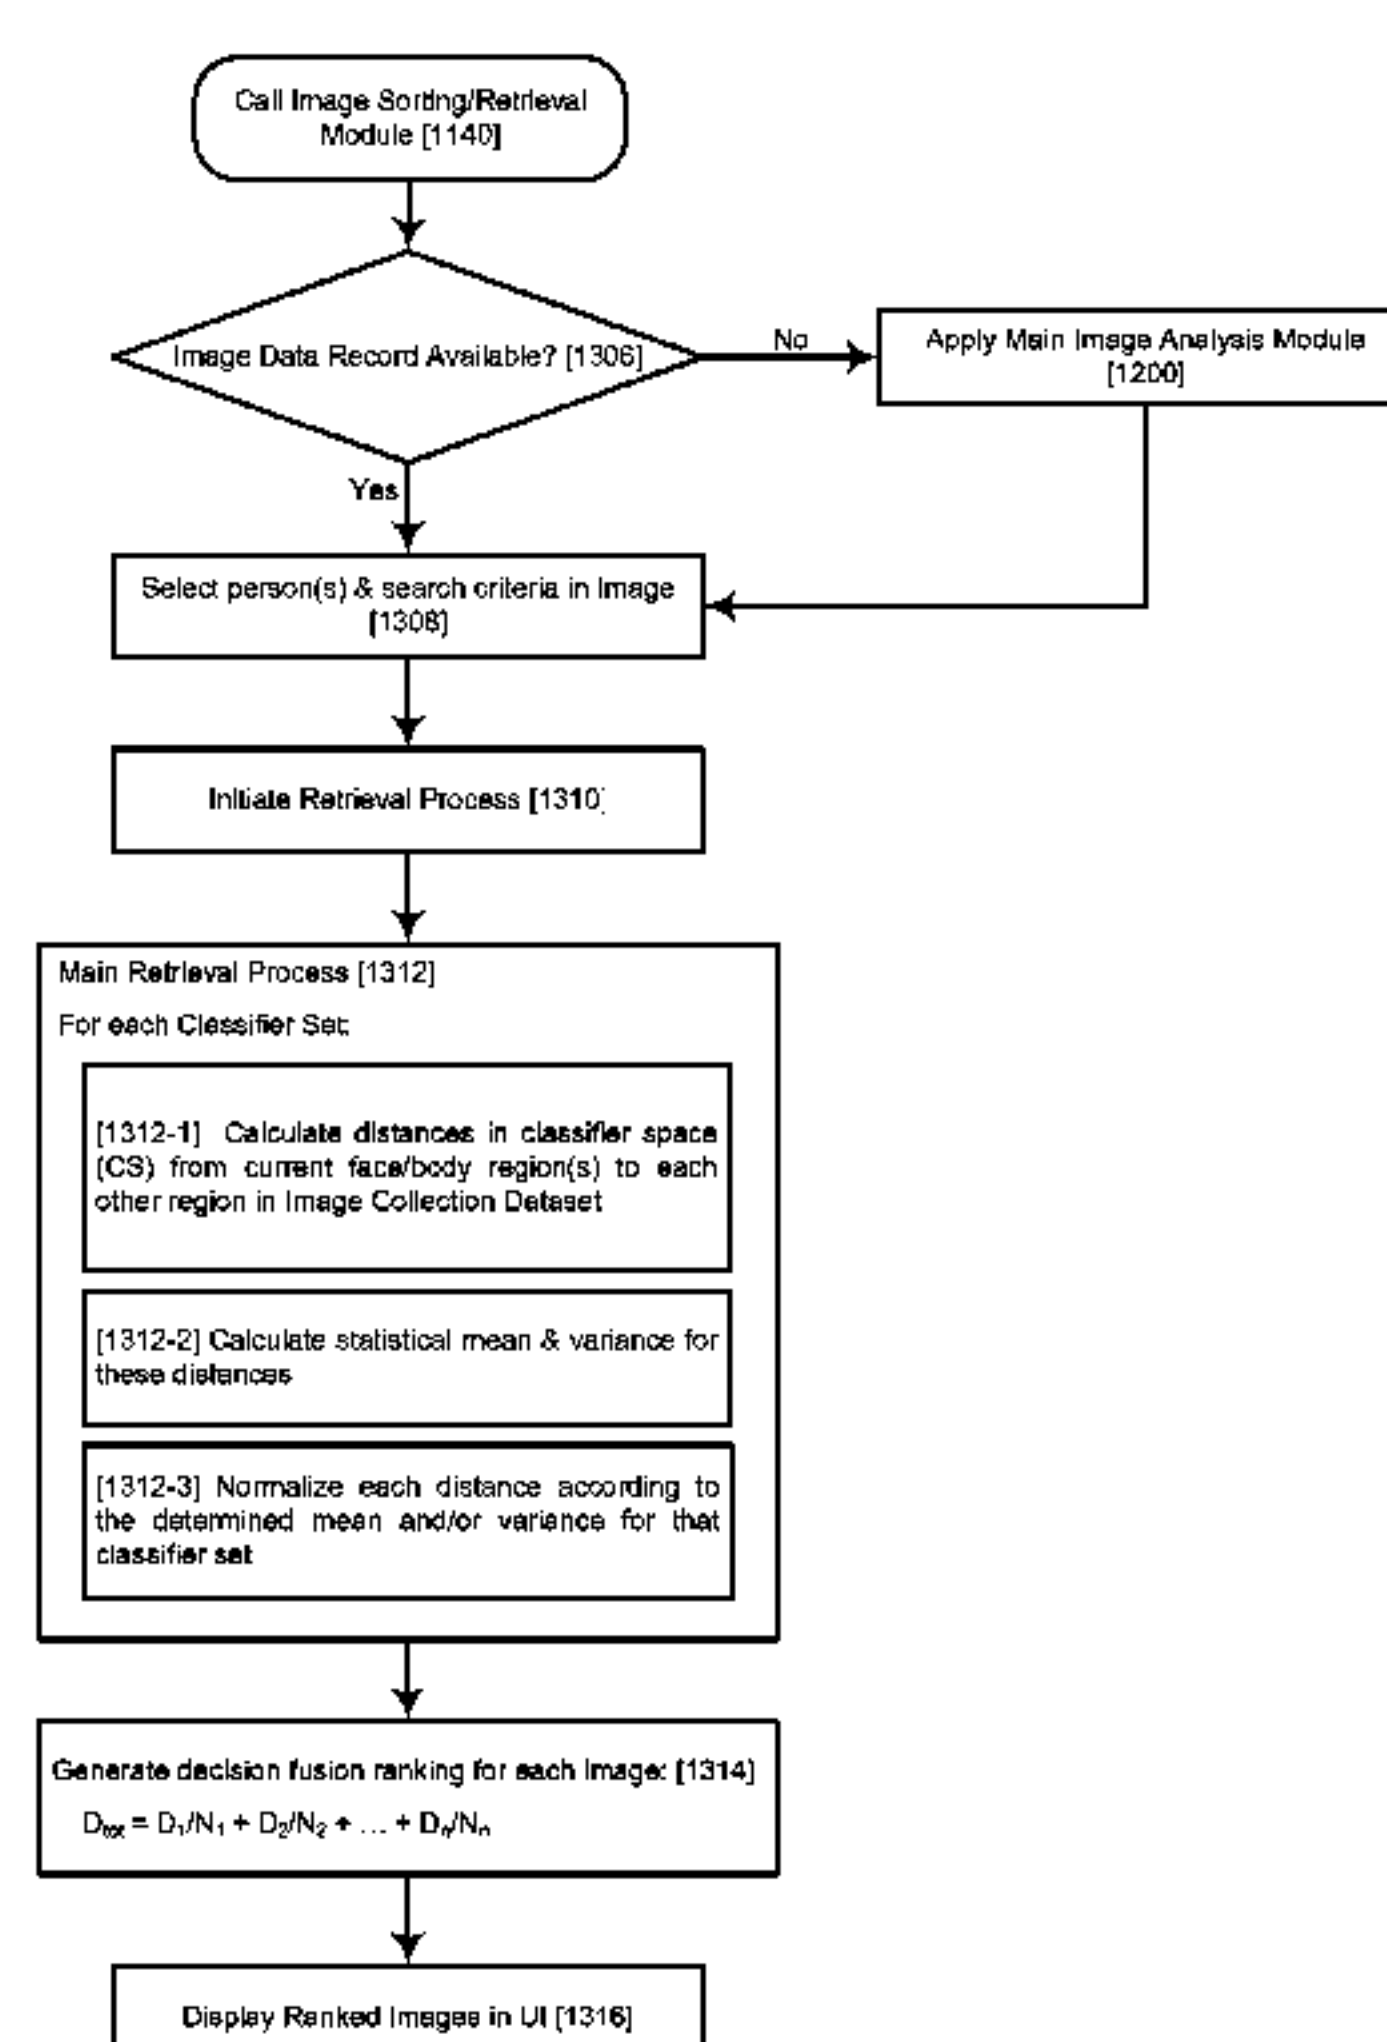 Call Image Sorting/Retrieval
Module [1140]
Image Data Record Available? [1306]
No
Apply Main Image Analysis Module
[1200]
Yes
Select person(s) & search criteria in Image
[1308]
Initiate Retrieval Process [1310]
Main Retrieval Process [1312]
For each Classifier Set:
[1312-1] Calculate distances in classifier space
(CS) from current face/body region(s) to each
other region in Image Collection Dataset
[1312-2] Calculate statistical mean & variance for
these distances
[1312-3] Normalize each distance according to
the determined mean and/or variance for that
classifier set
Generate decision fusion ranking for each Image: [1314]
Dtot = D1/N1 + D2/N2 + ... + Dn/Nn
Display Ranked Images in UI [1316]